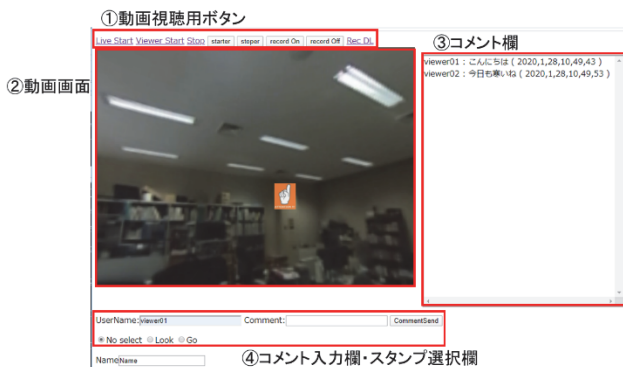 ①動画視聴用ボタン
Live Start Viewer Start Stop starter stoper record On record Off Rec DL
③コメント欄
viewer01 : こんにちは ( 2020,1,28,10,49,43 )
viewer02 : 今日も寒いね ( 2020,1,28,10,49,53 )
②動画画面
UserName: viewer01 Comment: CommentSend
No select Look Go
④コメント入力欄・スタンプ選択欄
Name Name